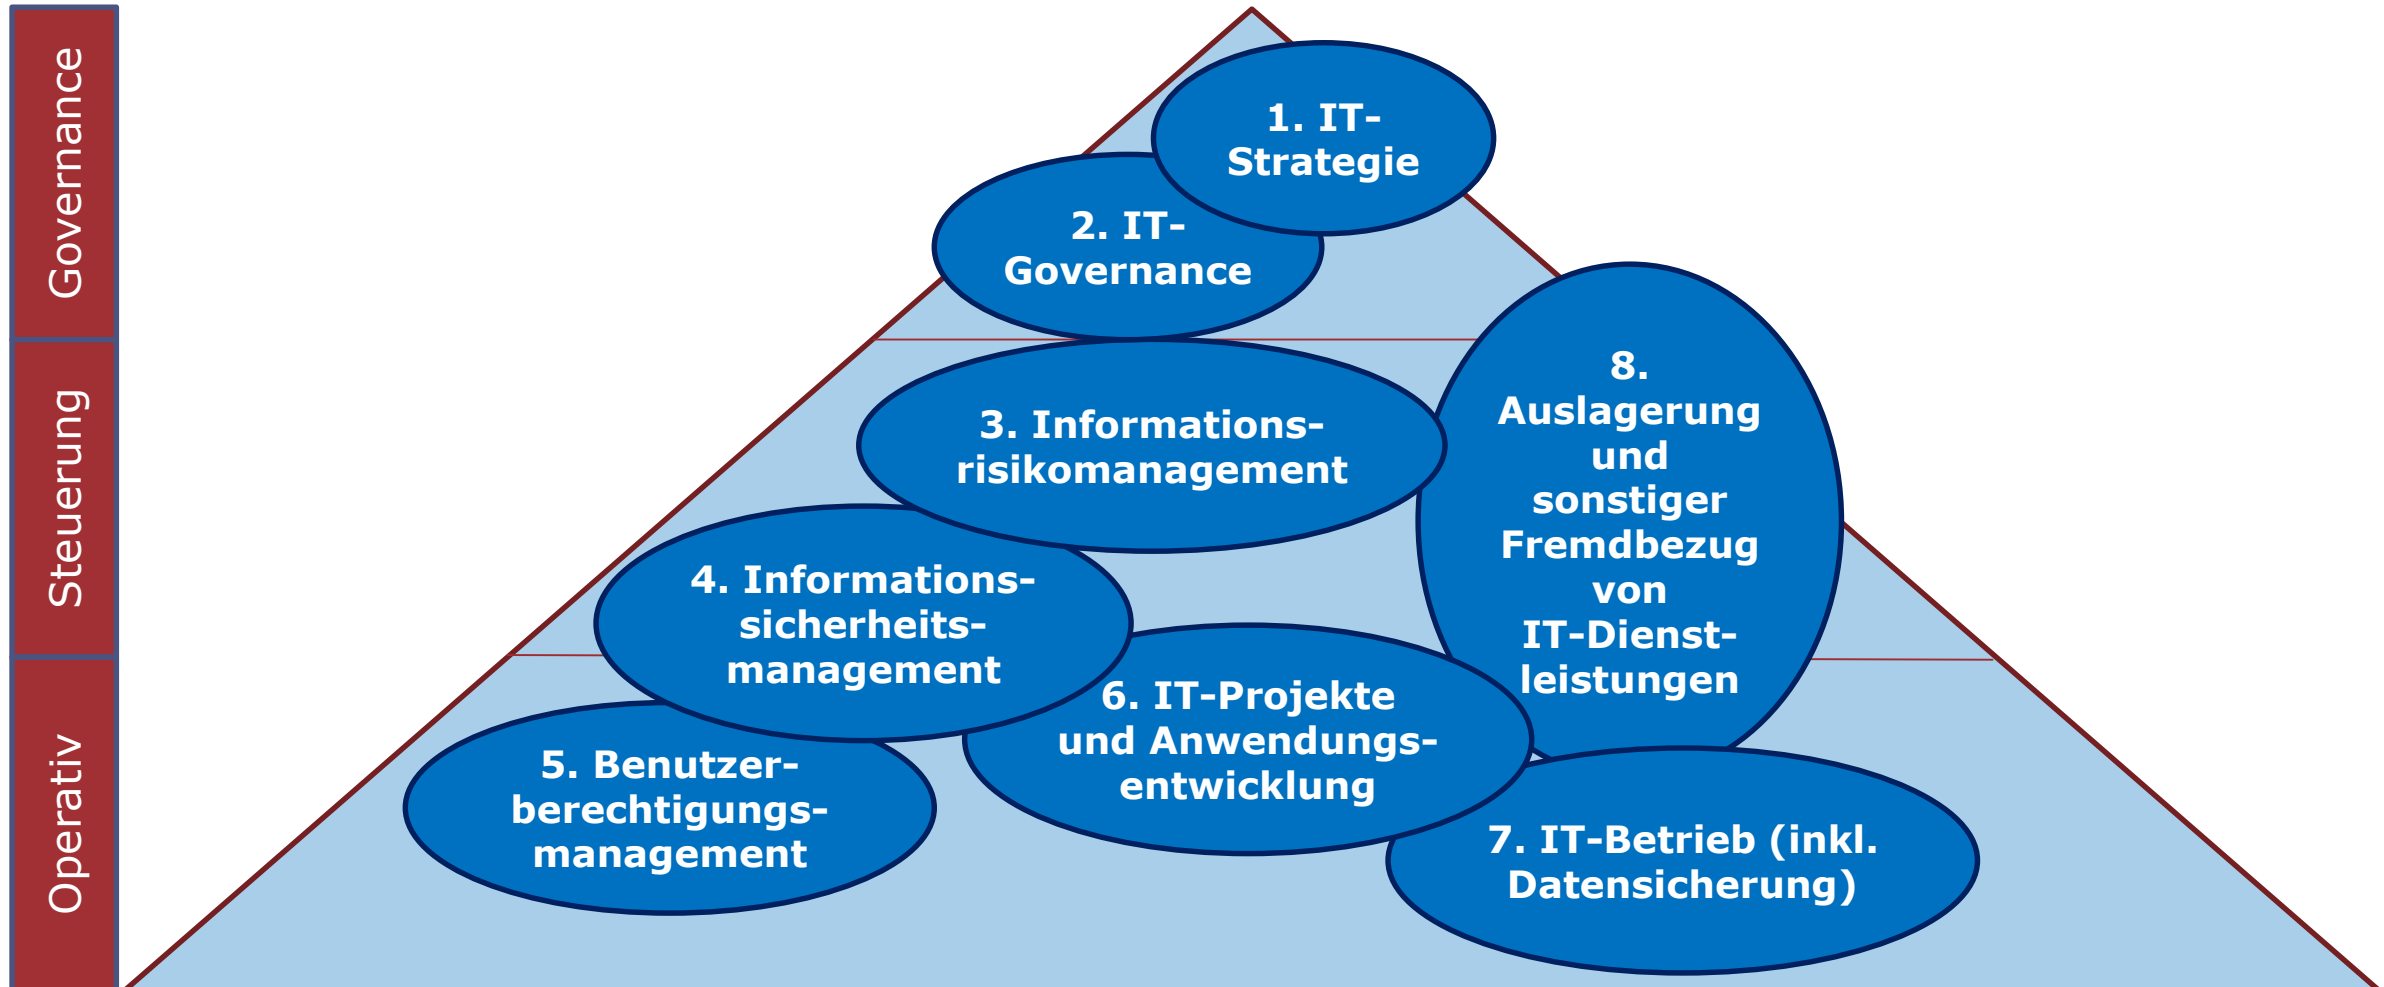 Governance
Steuerung
Operativ
1. IT-
Strategie
2. IT-
Governance
3. Informations-
risikomanagement
4. Informations-
sicherheits-
management
5. Benutzer-
berechtigungs-
management
6. IT-Projekte
und Anwendungs-
entwicklung
7. IT-Betrieb (inkl.
Datensicherung)
8.
Auslagerung
und
sonstiger
Fremdbezug
von
IT-Dienst-
leistungen